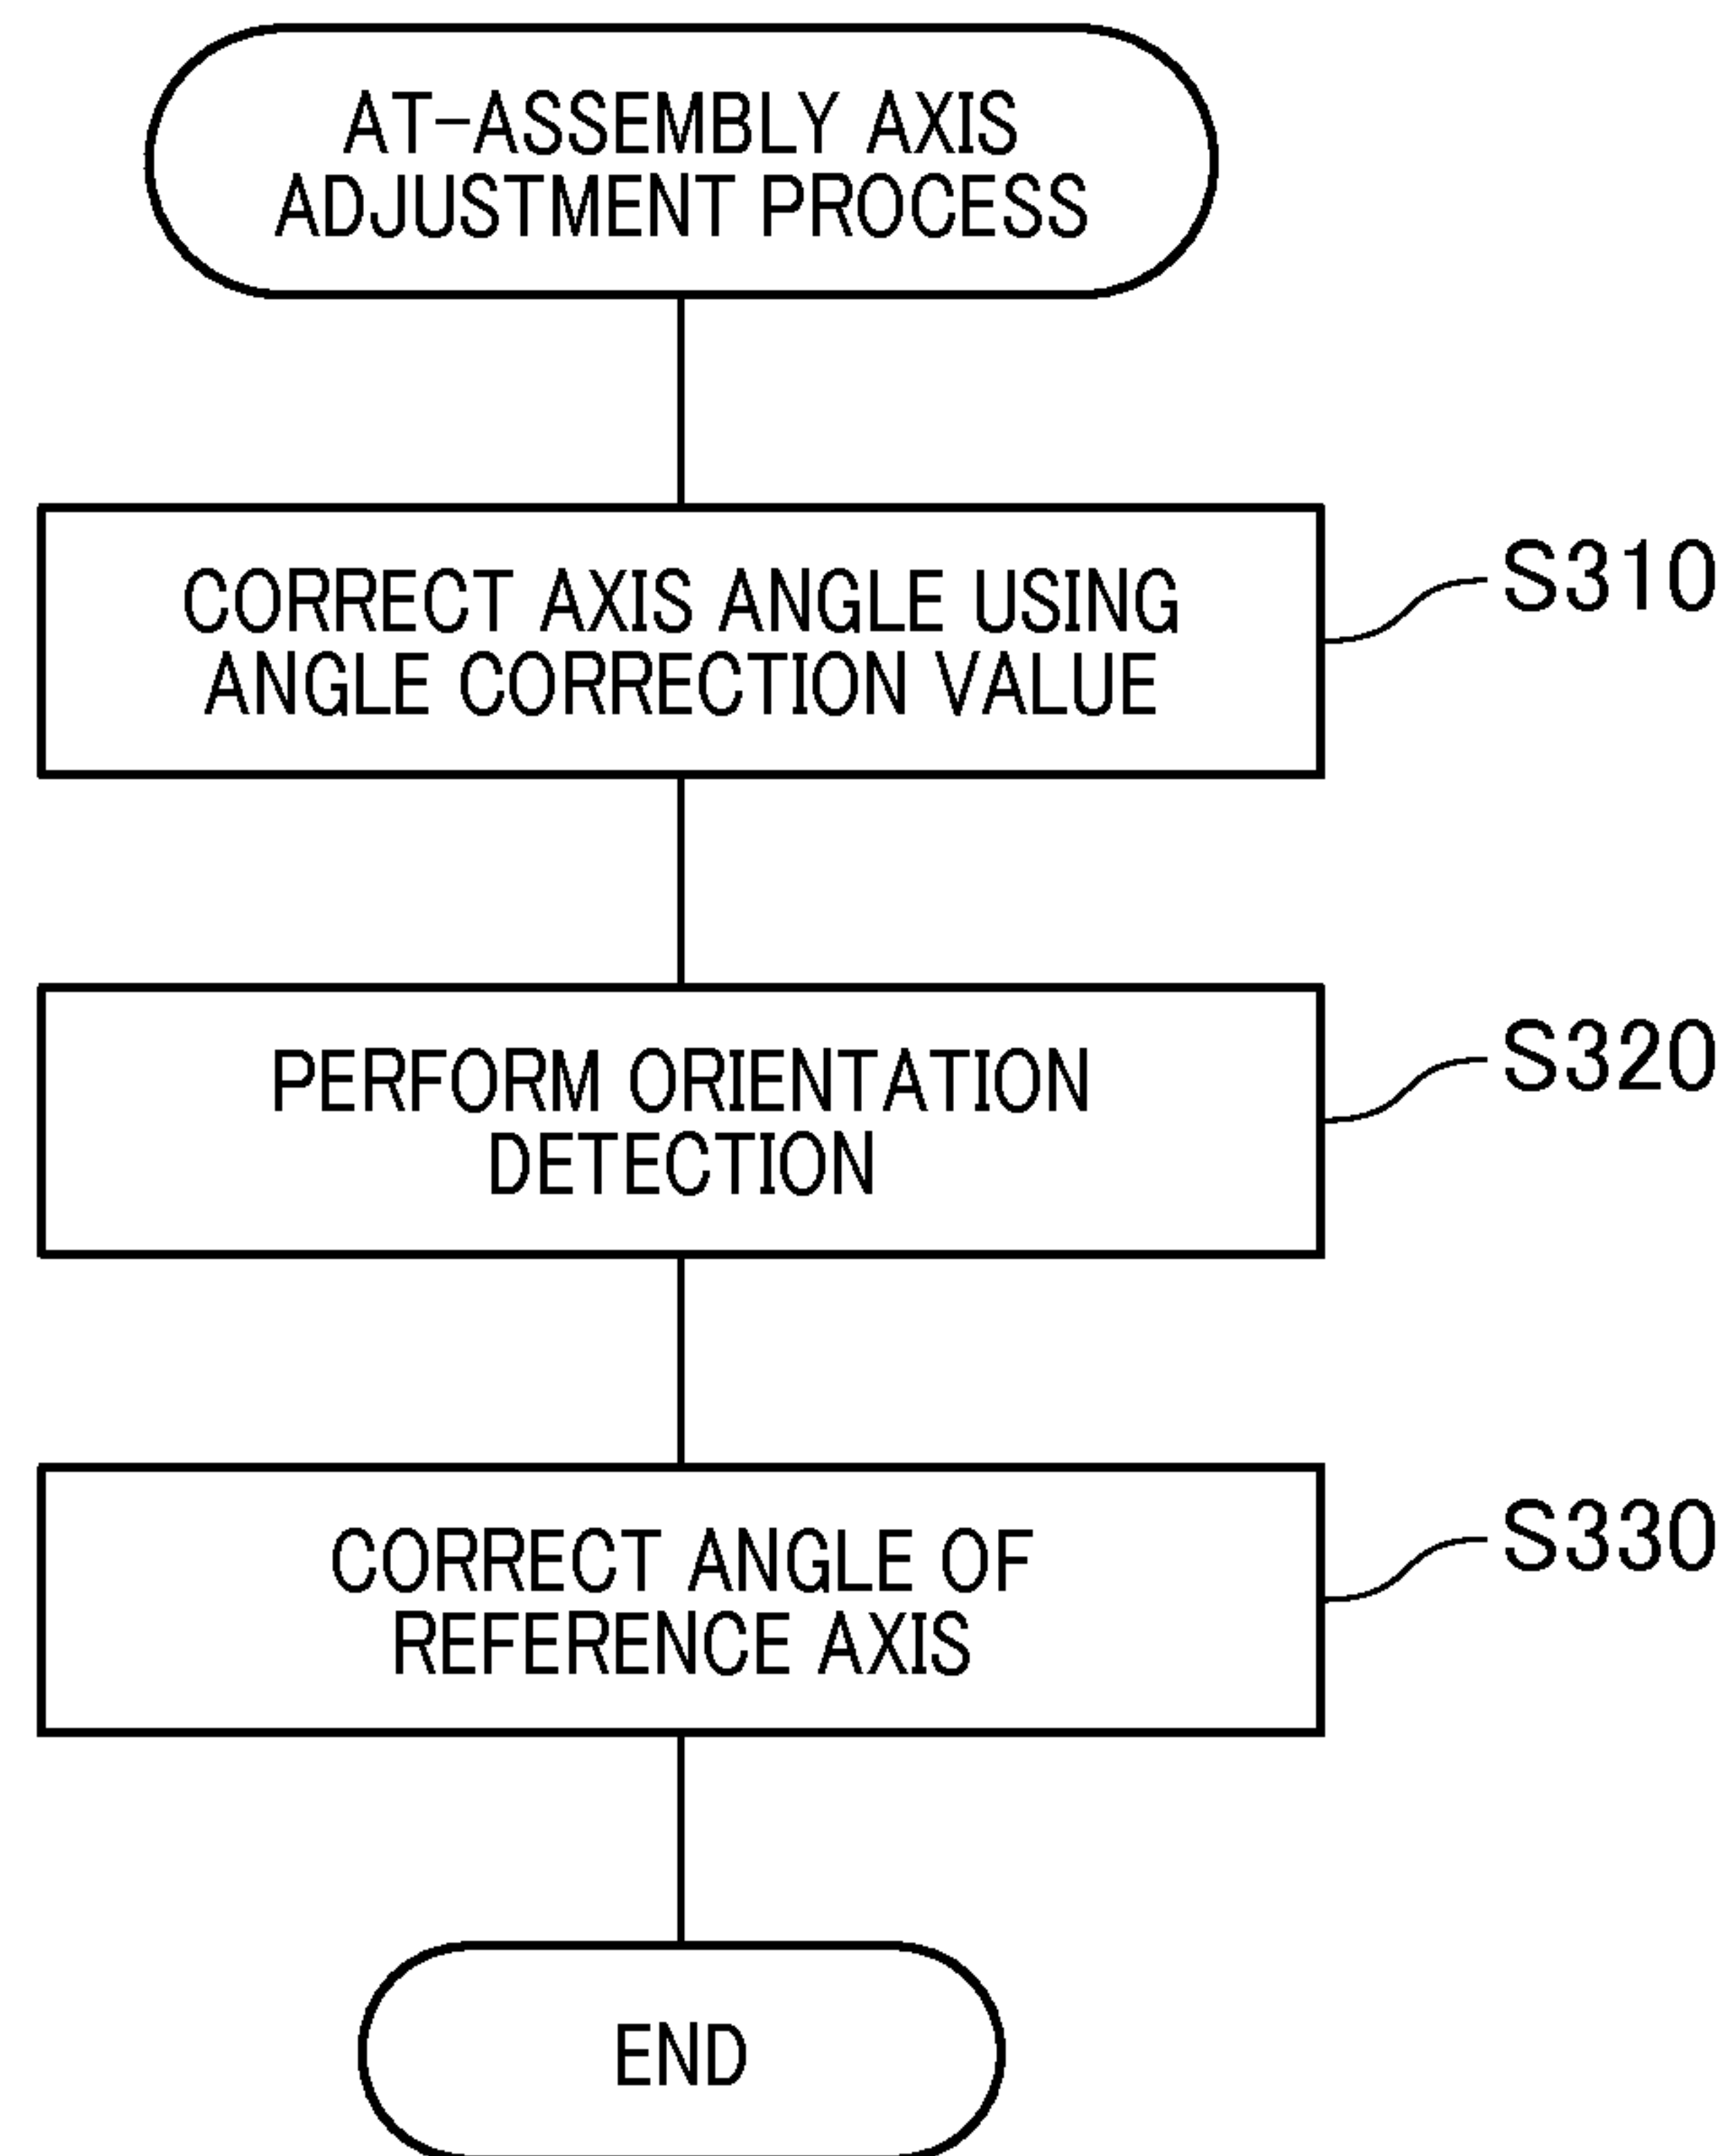 AT-ASSEMBLY AXIS
ADJUSTMENT PROCESS
CORRECT AXIS ANGLE USING
ANGLE CORRECTION VALUE
S310
PERFORM ORIENTATION
DETECTION
S320
CORRECT ANGLE OF
REFERENCE AXIS
S330
END